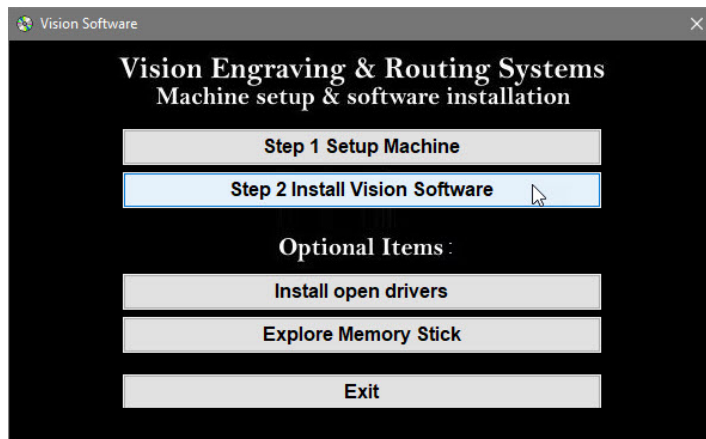 Vision Software
Vision Engraving & Routing Systems
Machine setup & software installation
Step 1 Setup Machine
Step 2 Install Vision Software
Optional Items :
Install open drivers
Explore Memory Stick
Exit